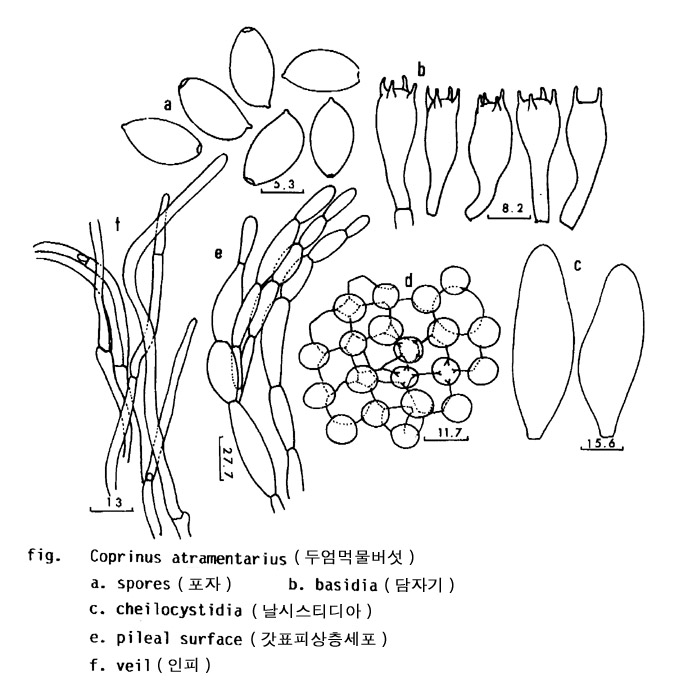 b
a
5.3
8.2
f
e
d
c
27.7
11.7
15.6
13
fig. Coprinus atramentarius ( 두엄먹물버섯 )
a. spores ( 포자 ) b. basidia ( 담자기 )
c. cheilocystidia ( 날시스티디아 )
e. pileal surface ( 갓표피상층세포 )
f. veil ( 인피 )